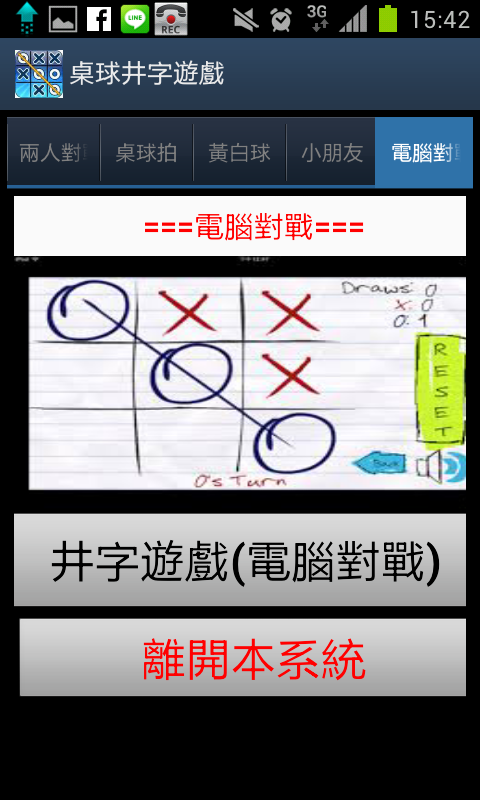 f
LINE
REC
3G
15:42
桌球井字遊戲
兩人對
桌球拍
黃白球
小朋友
電腦對
===電腦對戰===
Draws: 0
X: 0
O: 1
RESET
Back
O's Turn
井字遊戲(電腦對戰)
離開本系統